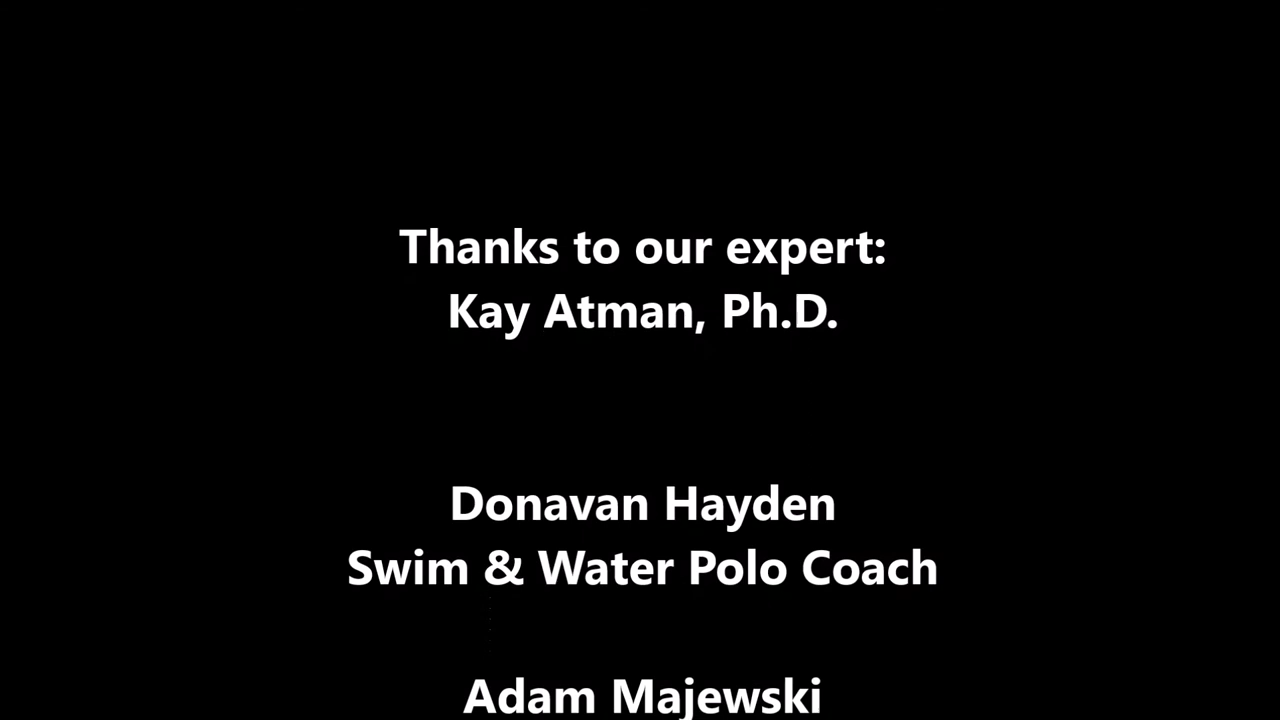 Thanks to our expert:
Kay Atman, Ph.D.
Donavan Hayden
Swim & Water Polo Coach
Adam Majewski